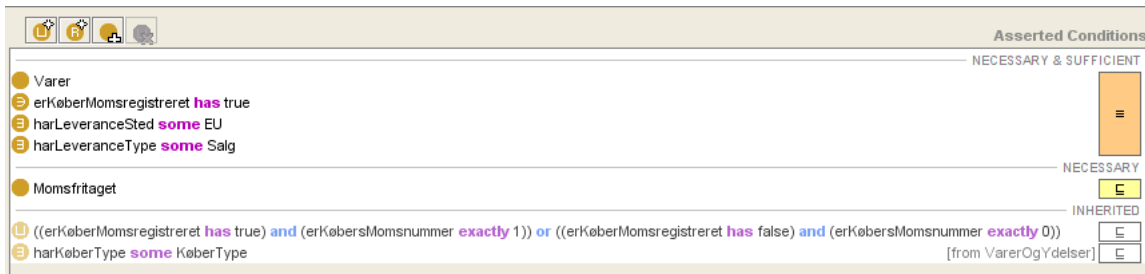 Asserted Conditions
NECESSARY & SUFFICIENT
Varer
erKøberMomsregistreret has true
harLeveranceSted some EU
harLeveranceType some Salg
NECESSARY
Momsfritaget
INHERITED
((erKøberMomsregistreret has true) and (erKøbersMomsnummer exactly 1)) or ((erKøberMomsregistreret has false) and (erKøbersMomsnummer exactly 0))
harKøberType some KøberType [from VarerOgYdelser]